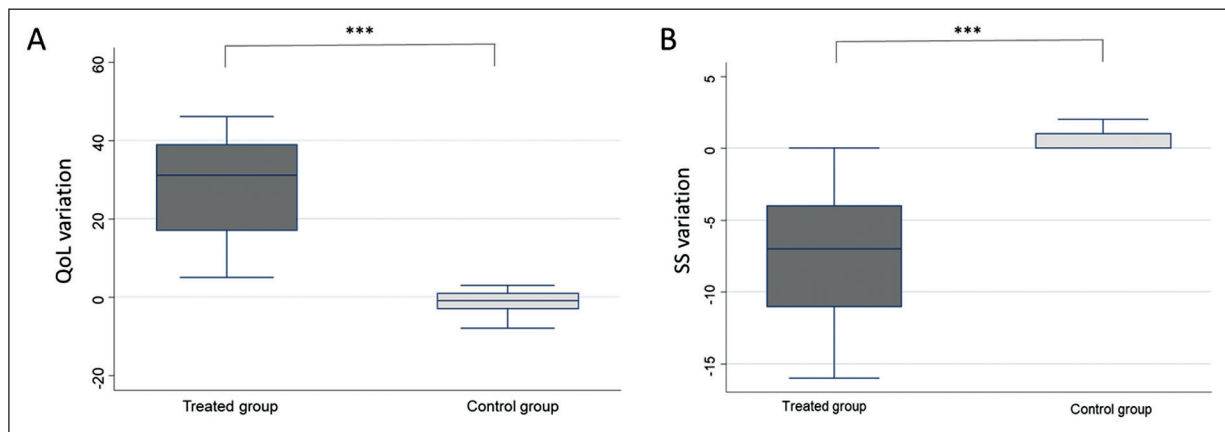 A
***
60
40
20
0
-20
QoL variation
Treated group
Control group
B
***
5
0
-5
-10
-15
SS variation
Treated group
Control group